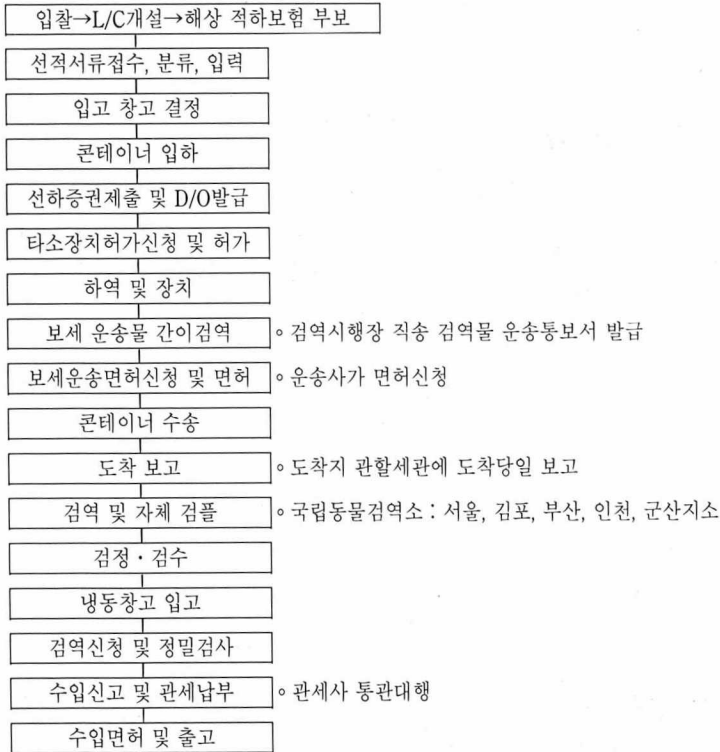 입찰→L/C개설→해상 적하보험 부보
선적서류접수, 분류, 입력
입고 창고 결정
콘테이너 입하
선하증권제출 및 D/O발급
타소장치허가신청 및 허가
하역 및 장치
보세 운송물 간이검역 ∘ 검역시행장 직송 검역물 운송통보서 발급
보세운송면허신청 및 면허 ∘ 운송사가 면허신청
콘테이너 수송
도착 보고 ∘ 도착지 관할세관에 도착당일 보고
검역 및 자체 검플 ∘ 국립동물검역소 : 서울, 김포, 부산, 인천, 군산지소
검정 · 검수
냉동창고 입고
검역신청 및 정밀검사
수입신고 및 관세납부 ∘ 관세사 통관대행
수입면허 및 출고